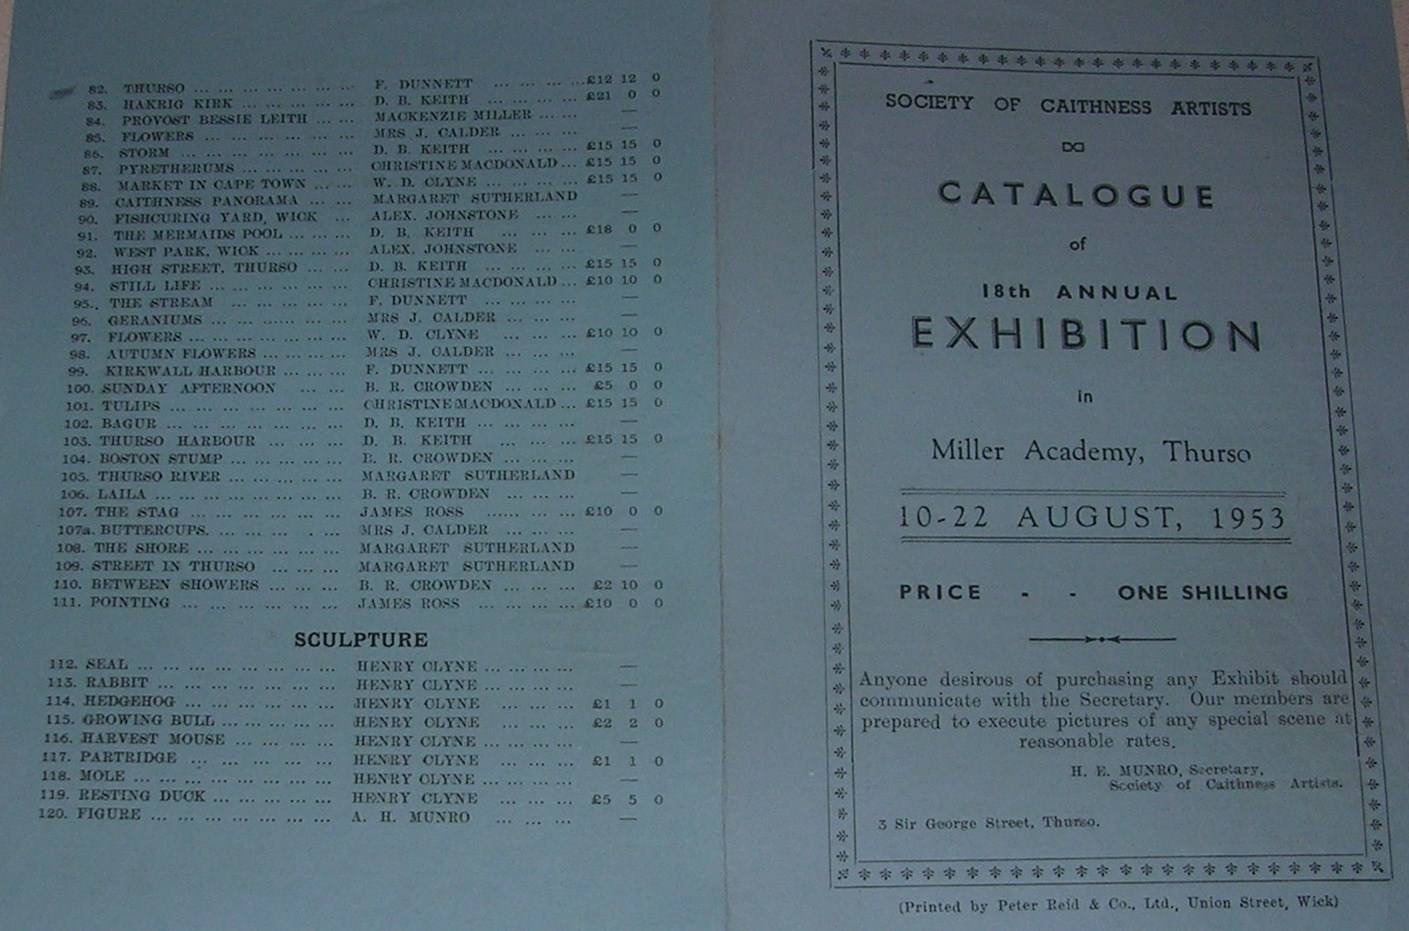 82. THURSO ... ... ... ... ... ... ... F. DUNNETT ... ... ... ...£12 12 0
83. HAKRIG KIRK ... ... ... ... ... D. B. KEITH ... ... ... ... £21 0 0
84. PROVOST BESSIE LEITH ... ... MACKENZIE MILLER ... ... —
85. FLOWERS ... ... ... ... ... ... MRS J. CALDER ... ... ... —
86. STORM ... ... ... ... ... ... ... D. B. KEITH ... ... ... ... £15 15 0
87. PYRETHERUMS ... ... ... ... ... CHRISTINE MACDONALD ... £15 15 0
88. MARKET IN CAPE TOWN ... ... W. D. CLYNE ... ... ... ... £15 15 0
89. CAITHNESS PANORAMA ... ... MARGARET SUTHERLAND —
90. FISHCURING YARD, WICK ... ALEX. JOHNSTONE ... ... —
91. THE MERMAIDS POOL ... ... ... D. B. KEITH ... ... ... £18 0 0
92. WEST PARK, WICK ... ... ... ... ALEX. JOHNSTONE ... ... —
93. HIGH STREET, THURSO ... ... D. B. KEITH ... ... ... ... £15 15 0
94. STILL LIFE ... ... ... ... ... CHRISTINE MACDONALD ... £10 10 0
95., THE STREAM ... ... ... ... ... F. DUNNETT ... ... ... ... —
96. GERANIUMS ... ... ... ... ... MRS J. CALDER ... ... ... —
97. FLOWERS ... ... ... ... ... ... W. D. CLYNE ... ... ... £10 10 0
98. AUTUMN FLOWERS ... ... ... ... MRS J. CALDER ... ... ... —
99. KIRKWALL HARBOUR ... ... ... F. DUNNETT ... ... ... ... £15 15 0
100. SUNDAY AFTERNOON ... ... B. R. CROWDEN ... ... ... £5 0 0
101. TULIPS ... ... ... ... ... ... ... CHRISTINE MACDONALD ... £15 15 0
102. BAGUR ... ... ... ... ... ... ... D. B. KEITH ... ... ... ... —
103. THURSO HARBOUR ... ... ... D. B. KEITH ... ... ... £15 15 0
104. BOSTON STUMP ... ... ... ... ... B. R. CROWDEN ... ... ... —
105. THURSO RIVER ... ... ... ... ... MARGARET SUTHERLAND —
106. LAILA ... ... ... ... ... ... ... B. R. CROWDEN ... ... ... —
107. THE STAG ... ... ... ... ... ... JAMES ROSS ... ... ... £10 0 0
107a. BUTTERCUPS. ... ... ... . ... MRS J. CALDER ... ... ... —
108. THE SHORE ... ... ... ... ... ... MARGARET SUTHERLAND —
109. STREET IN THURSO ... ... ... MARGARET SUTHERLAND —
110. BETWEEN SHOWERS ... ... ... B. R. CROWDEN ... ... ... £2 10 0
111. POINTING ... ... ... ... ... ... JAMES ROSS ... ... ... ... £10 0 0
SCULPTURE
112. SEAL ... ... ... ... ... ... ... ... HENRY CLYNE ... ... ... ... —
113. RABBIT ... ... ... ... ... ... ... HENRY CLYNE ... ... ... ... —
114. HEDGEHOG ... ... ... ... ... ... HENRY CLYNE ... ... ... £1 1 0
115. GROWING BULL ... ... ... ... ... HENRY CLYNE ... ... ... £2 2 0
116. HARVEST MOUSE ... ... ... ... HENRY CLYNE ... ... ... ... —
117. PARTRIDGE ... ... ... ... ... HENRY CLYNE ... ... ... £1 1 0
118. MOLE ... ... ... ... ... ... ... ... HENRY CLYNE ... ... ... ... —
119. RESTING DUCK ... ... ... ... ... HENRY CLYNE ... ... ... £5 5 0
120. FIGURE ... ... ... ... ... ... ... A. H. MUNRO ... ... ... —
SOCIETY OF CAITHNESS ARTISTS
CATALOGUE
of
18th ANNUAL
EXHIBITION
in
Miller Academy, Thurso
10-22 AUGUST, 1953
PRICE - - ONE SHILLING
Anyone desirous of purchasing any Exhibit should
communicate with the Secretary. Our members are
prepared to execute pictures of any special scene at
reasonable rates.
H. E. MUNRO, Secretary,
Society of Caithness Artists.
3 Sir George Street, Thurso.
(Printed by Peter Reid & Co., Ltd., Union Street, Wick)